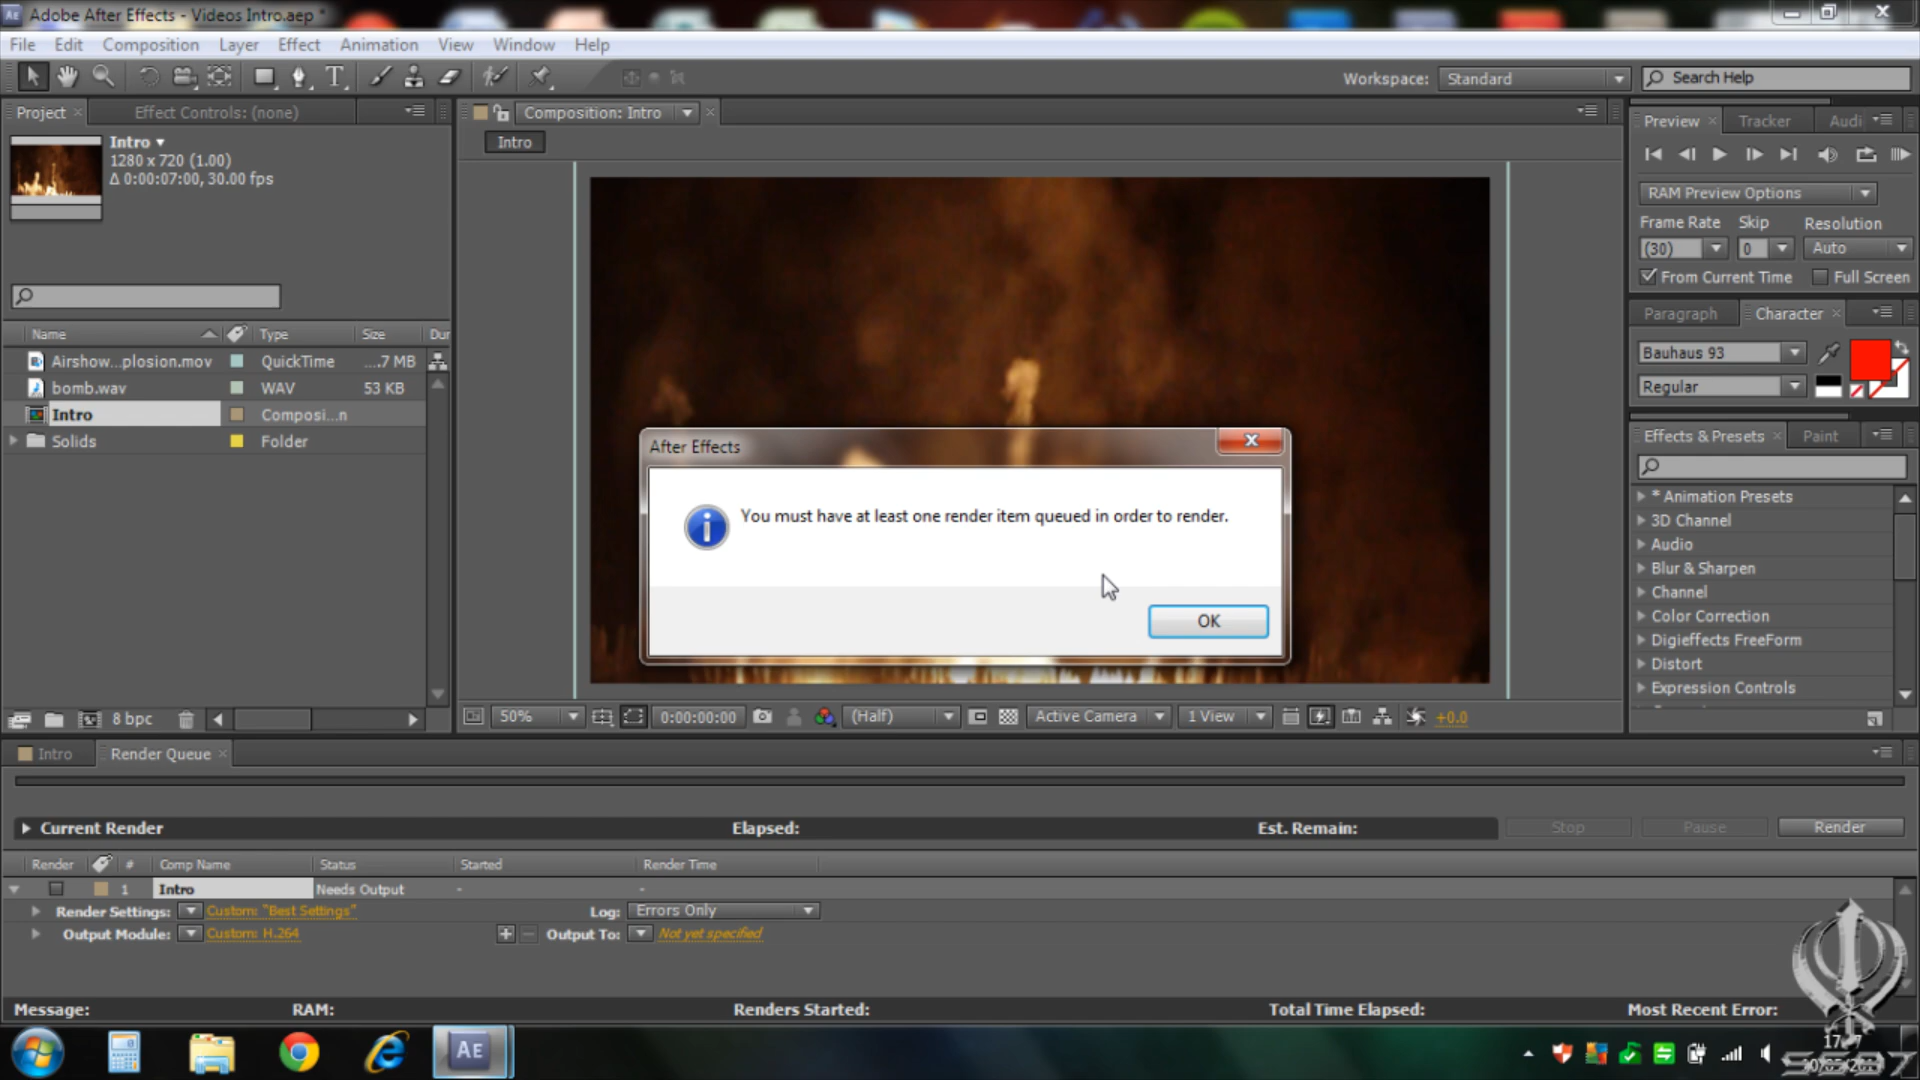 Adobe After Effects - Videos Intro.aep *
File Edit Composition Layer Effect Animation View Window Help
Workspace: Standard Search Help
Project Effect Controls: (none)
Composition: Intro
Intro
Preview Tracker Audi
Intro
1280 x 720 (1.00)
Δ 0:00:07:00, 30.00 fps
RAM Preview Options
Frame Rate Skip Resolution
(30) 0 Auto
From Current Time Full Screen
Paragraph Character
Bauhaus 93
Regular
Name Type Size Dur
Airshow...plosion.mov QuickTime ....7 MB
bomb.wav WAV 53 KB
Intro Composi...n
Solids Folder
Effects & Presets Paint
* Animation Presets
3D Channel
Audio
Blur & Sharpen
Channel
Color Correction
Digieffects FreeForm
Distort
Expression Controls
After Effects
You must have at least one render item queued in order to render.
OK
8 bpc
50% 0:00:00:00 (Half) Active Camera 1 View +0.0
Intro Render Queue
Current Render Elapsed: Est. Remain: Stop Pause Render
Render # Comp Name Status Started Render Time
1 Intro Needs Output - -
Render Settings: Custom: "Best Settings" Log: Errors Only
Output Module: Custom: H.264 Output To: Not yet specified
Message: RAM: Renders Started: Total Time Elapsed: Most Recent Error:
AE